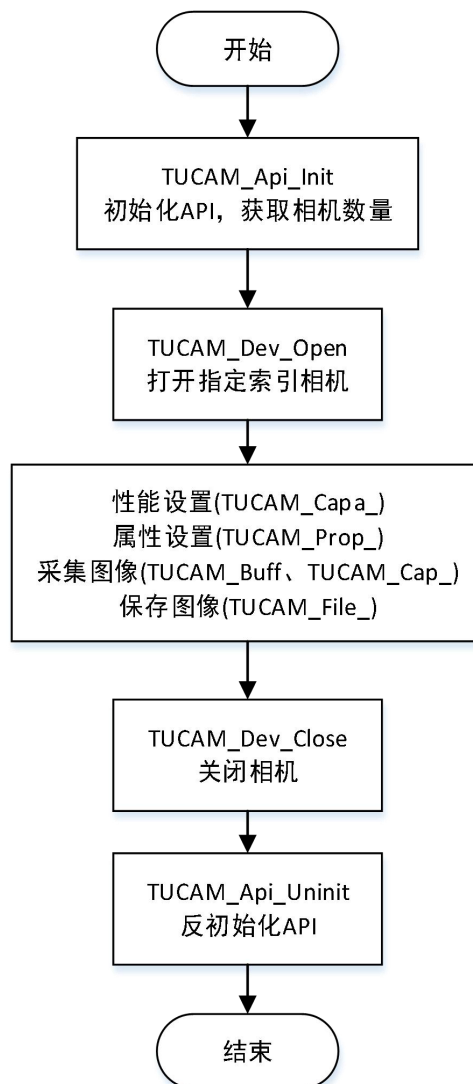 开始
TUCAM_Api_Init
初始化API，获取相机数量
TUCAM_Dev_Open
打开指定索引相机
性能设置(TUCAM_Capa_)
属性设置(TUCAM_Prop_)
采集图像(TUCAM_Buff、TUCAM_Cap_)
保存图像(TUCAM_File_)
TUCAM_Dev_Close
关闭相机
TUCAM_Api_Uninit
反初始化API
结束